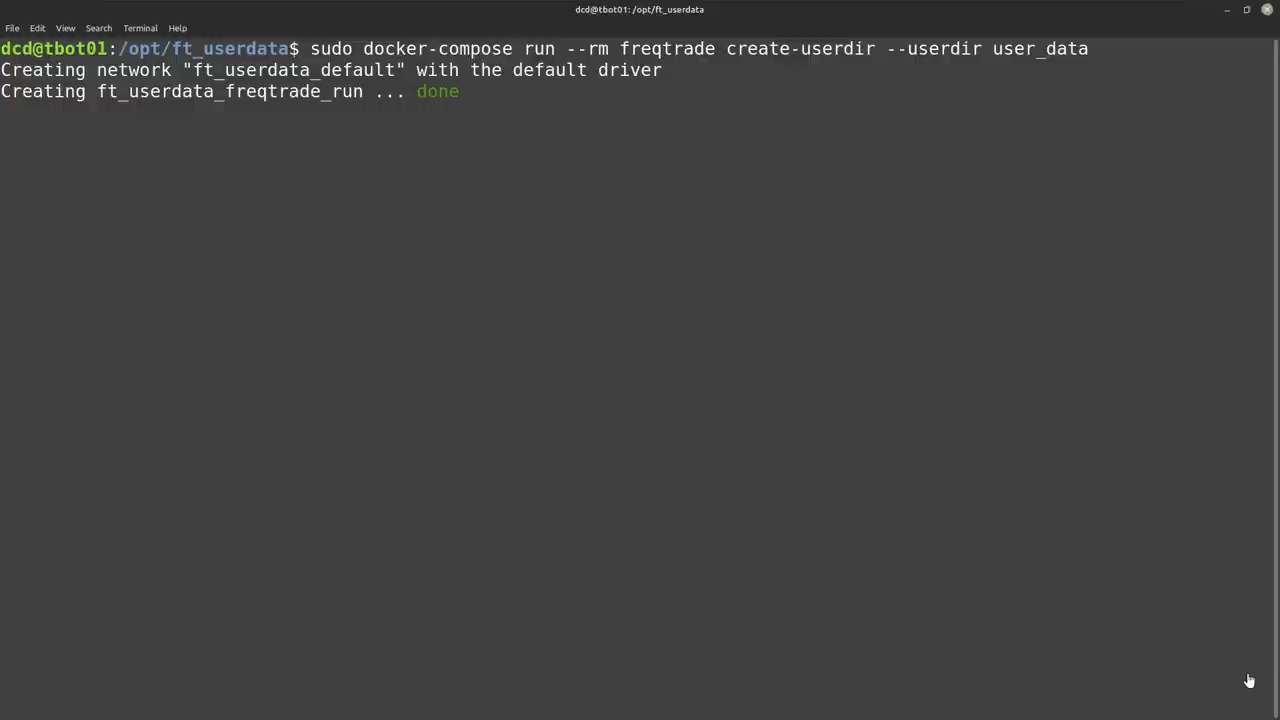 dcd@tbot01: /opt/ft_userdata
File Edit View Search Terminal Help
dcd@tbot01:/opt/ft_userdata$ sudo docker-compose run --rm freqtrade create-userdir --userdir user_data
Creating network "ft_userdata_default" with the default driver
Creating ft_userdata_freqtrade_run ... done